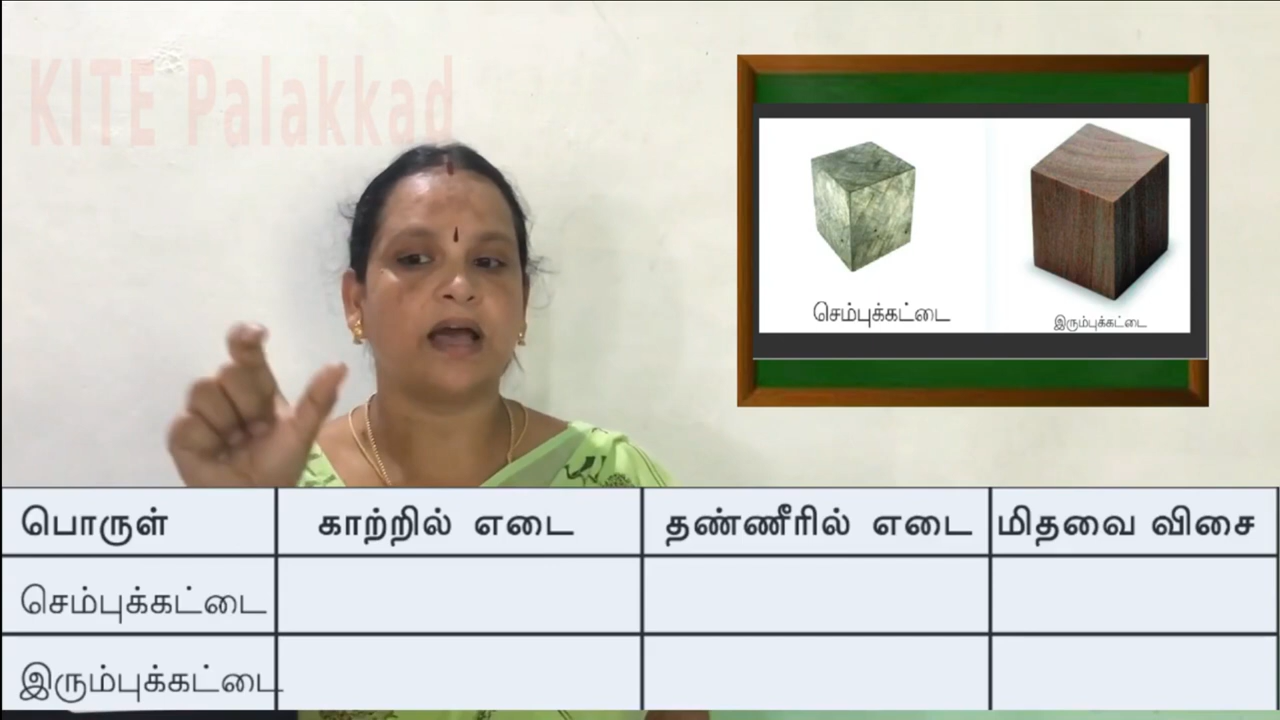 KITE Palakkad
செம்புக்கட்டை
இரும்புக்கட்டை
பொருள் காற்றில் எடை தண்ணீரில் எடை மிதவை விசை
செம்புக்கட்டை
இரும்புக்கட்டை